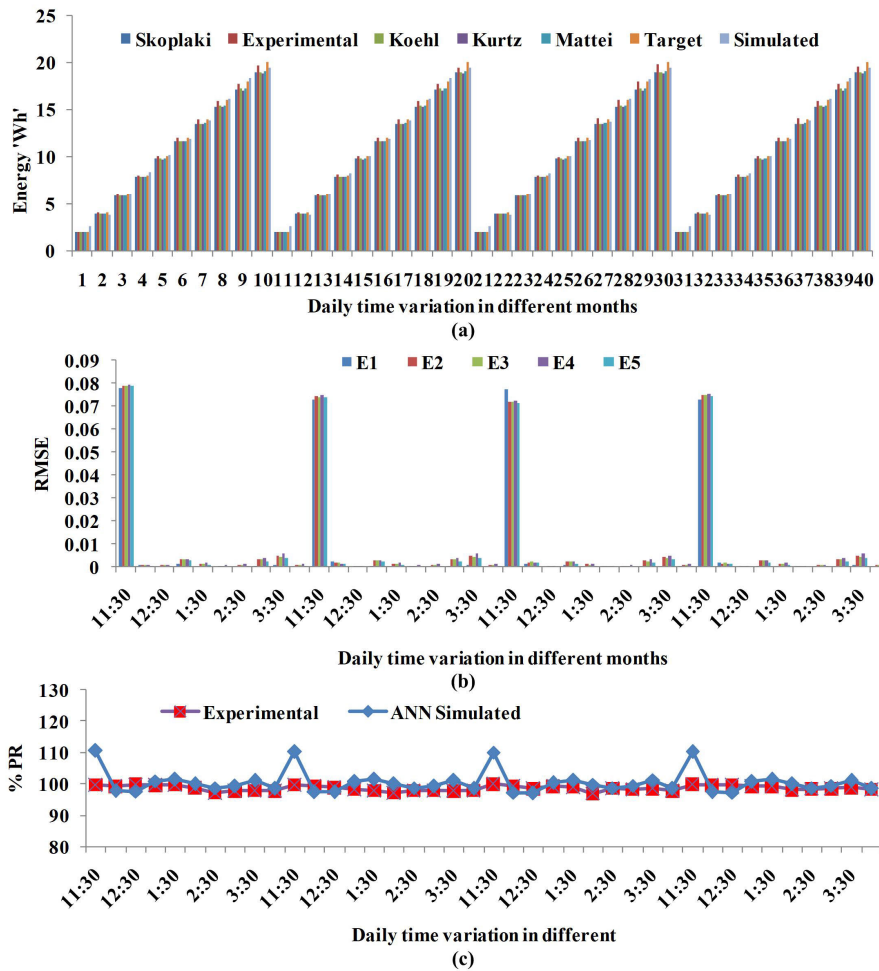 25
20
15
10
5
0
Energy 'Wh'
Skoplaki Experimental Koehl Kurtz Mattei Target Simulated
1 2 3 4 5 6 7 8 9 10 11 12 13 14 15 16 17 18 19 20 21 22 23 24 25 26 27 28 29 30 31 32 33 34 35 36 37 38 39 40
Daily time variation in different months
(a)
E1 E2 E3 E4 E5
0.09
0.08
0.07
0.06
0.05
0.04
0.03
0.02
0.01
0
RMSE
11:30 12:30 1:30 2:30 3:30 11:30 12:30 1:30 2:30 3:30 11:30 12:30 1:30 2:30 3:30 11:30 12:30 1:30 2:30 3:30
Daily time variation in different months
(b)
130
120
110
100
90
80
% PR
Experimental ANN Simulated
11:30 12:30 1:30 2:30 3:30 11:30 12:30 1:30 2:30 3:30 11:30 12:30 1:30 2:30 3:30 11:30 12:30 1:30 2:30 3:30
Daily time variation in different
(c)